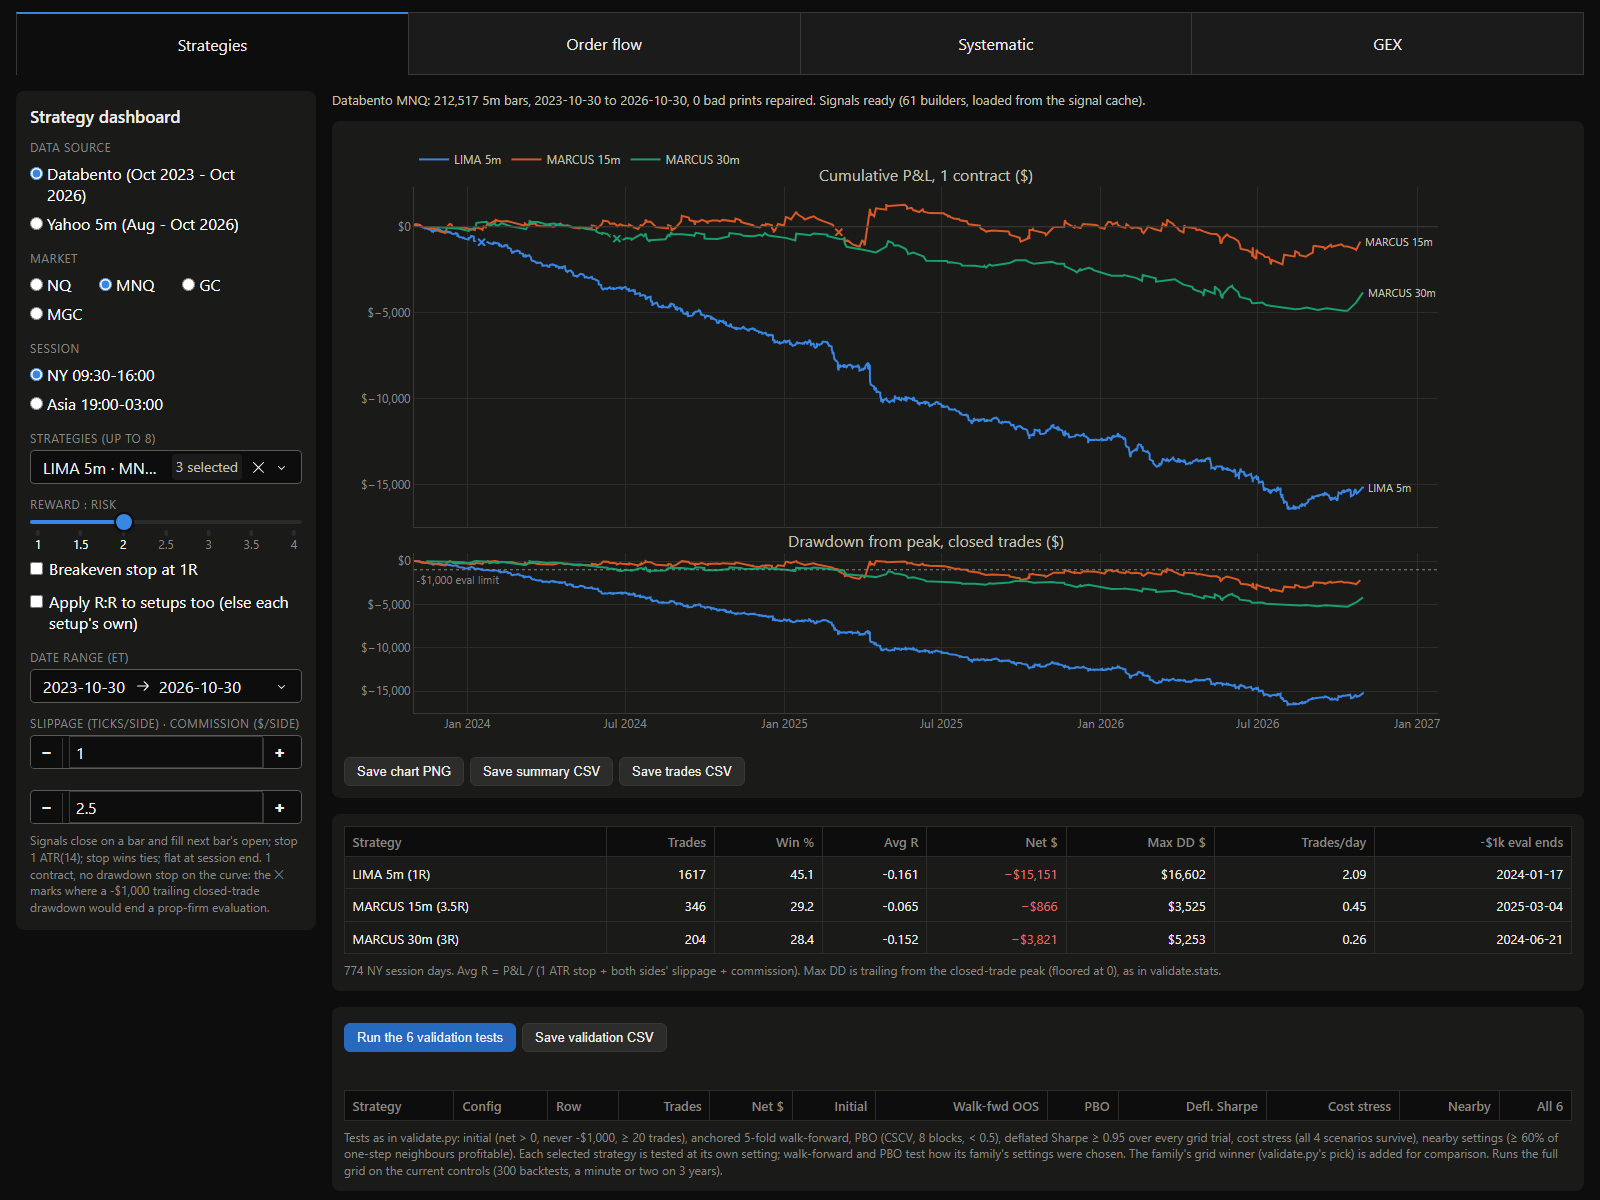 Strategies
Order flow
Systematic
GEX
Strategy dashboard
DATA SOURCE
Databento (Oct 2023 - Oct
2026)
Yahoo 5m (Aug - Oct 2026)
MARKET
NQ MNQ GC
MGC
SESSION
NY 09:30-16:00
Asia 19:00-03:00
STRATEGIES (UP TO 8)
LIMA 5m · MN... 3 selected
REWARD : RISK
1 1.5 2 2.5 3 3.5 4
Breakeven stop at 1R
Apply R:R to setups too (else each
setup's own)
DATE RANGE (ET)
2023-10-30 → 2026-10-30
SLIPPAGE (TICKS/SIDE) · COMMISSION ($/SIDE)
− 1 +
− 2.5 +
Signals close on a bar and fill next bar's open; stop
1 ATR(14); stop wins ties; flat at session end. 1
contract, no drawdown stop on the curve: the ✕
marks where a -$1,000 trailing closed-trade
drawdown would end a prop-firm evaluation.
Databento MNQ: 212,517 5m bars, 2023-10-30 to 2026-10-30, 0 bad prints repaired. Signals ready (61 builders, loaded from the signal cache).
LIMA 5m MARCUS 15m MARCUS 30m
Cumulative P&L, 1 contract ($)
$0
$−5,000
$−10,000
$−15,000
MARCUS 15m
MARCUS 30m
LIMA 5m
Drawdown from peak, closed trades ($)
$0
-$1,000 eval limit
$−5,000
$−10,000
$−15,000
Jan 2024 Jul 2024 Jan 2025 Jul 2025 Jan 2026 Jul 2026 Jan 2027
Save chart PNG Save summary CSV Save trades CSV
Strategy Trades Win % Avg R Net $ Max DD $ Trades/day -$1k eval ends
LIMA 5m (1R) 1617 45.1 -0.161 −$15,151 $16,602 2.09 2024-01-17
MARCUS 15m (3.5R) 346 29.2 -0.065 −$866 $3,525 0.45 2025-03-04
MARCUS 30m (3R) 204 28.4 -0.152 −$3,821 $5,253 0.26 2024-06-21
774 NY session days. Avg R = P&L / (1 ATR stop + both sides' slippage + commission). Max DD is trailing from the closed-trade peak (floored at 0), as in validate.stats.
Run the 6 validation tests Save validation CSV
Strategy Config Row Trades Net $ Initial Walk-fwd OOS PBO Defl. Sharpe Cost stress Nearby All 6
Tests as in validate.py: initial (net > 0, never -$1,000, ≥ 20 trades), anchored 5-fold walk-forward, PBO (CSCV, 8 blocks, < 0.5), deflated Sharpe ≥ 0.95 over every grid trial, cost stress (all 4 scenarios survive), nearby settings (≥ 60% of
one-step neighbours profitable). Each selected strategy is tested at its own setting; walk-forward and PBO test how its family's settings were chosen. The family's grid winner (validate.py's pick) is added for comparison. Runs the full
grid on the current controls (300 backtests, a minute or two on 3 years).